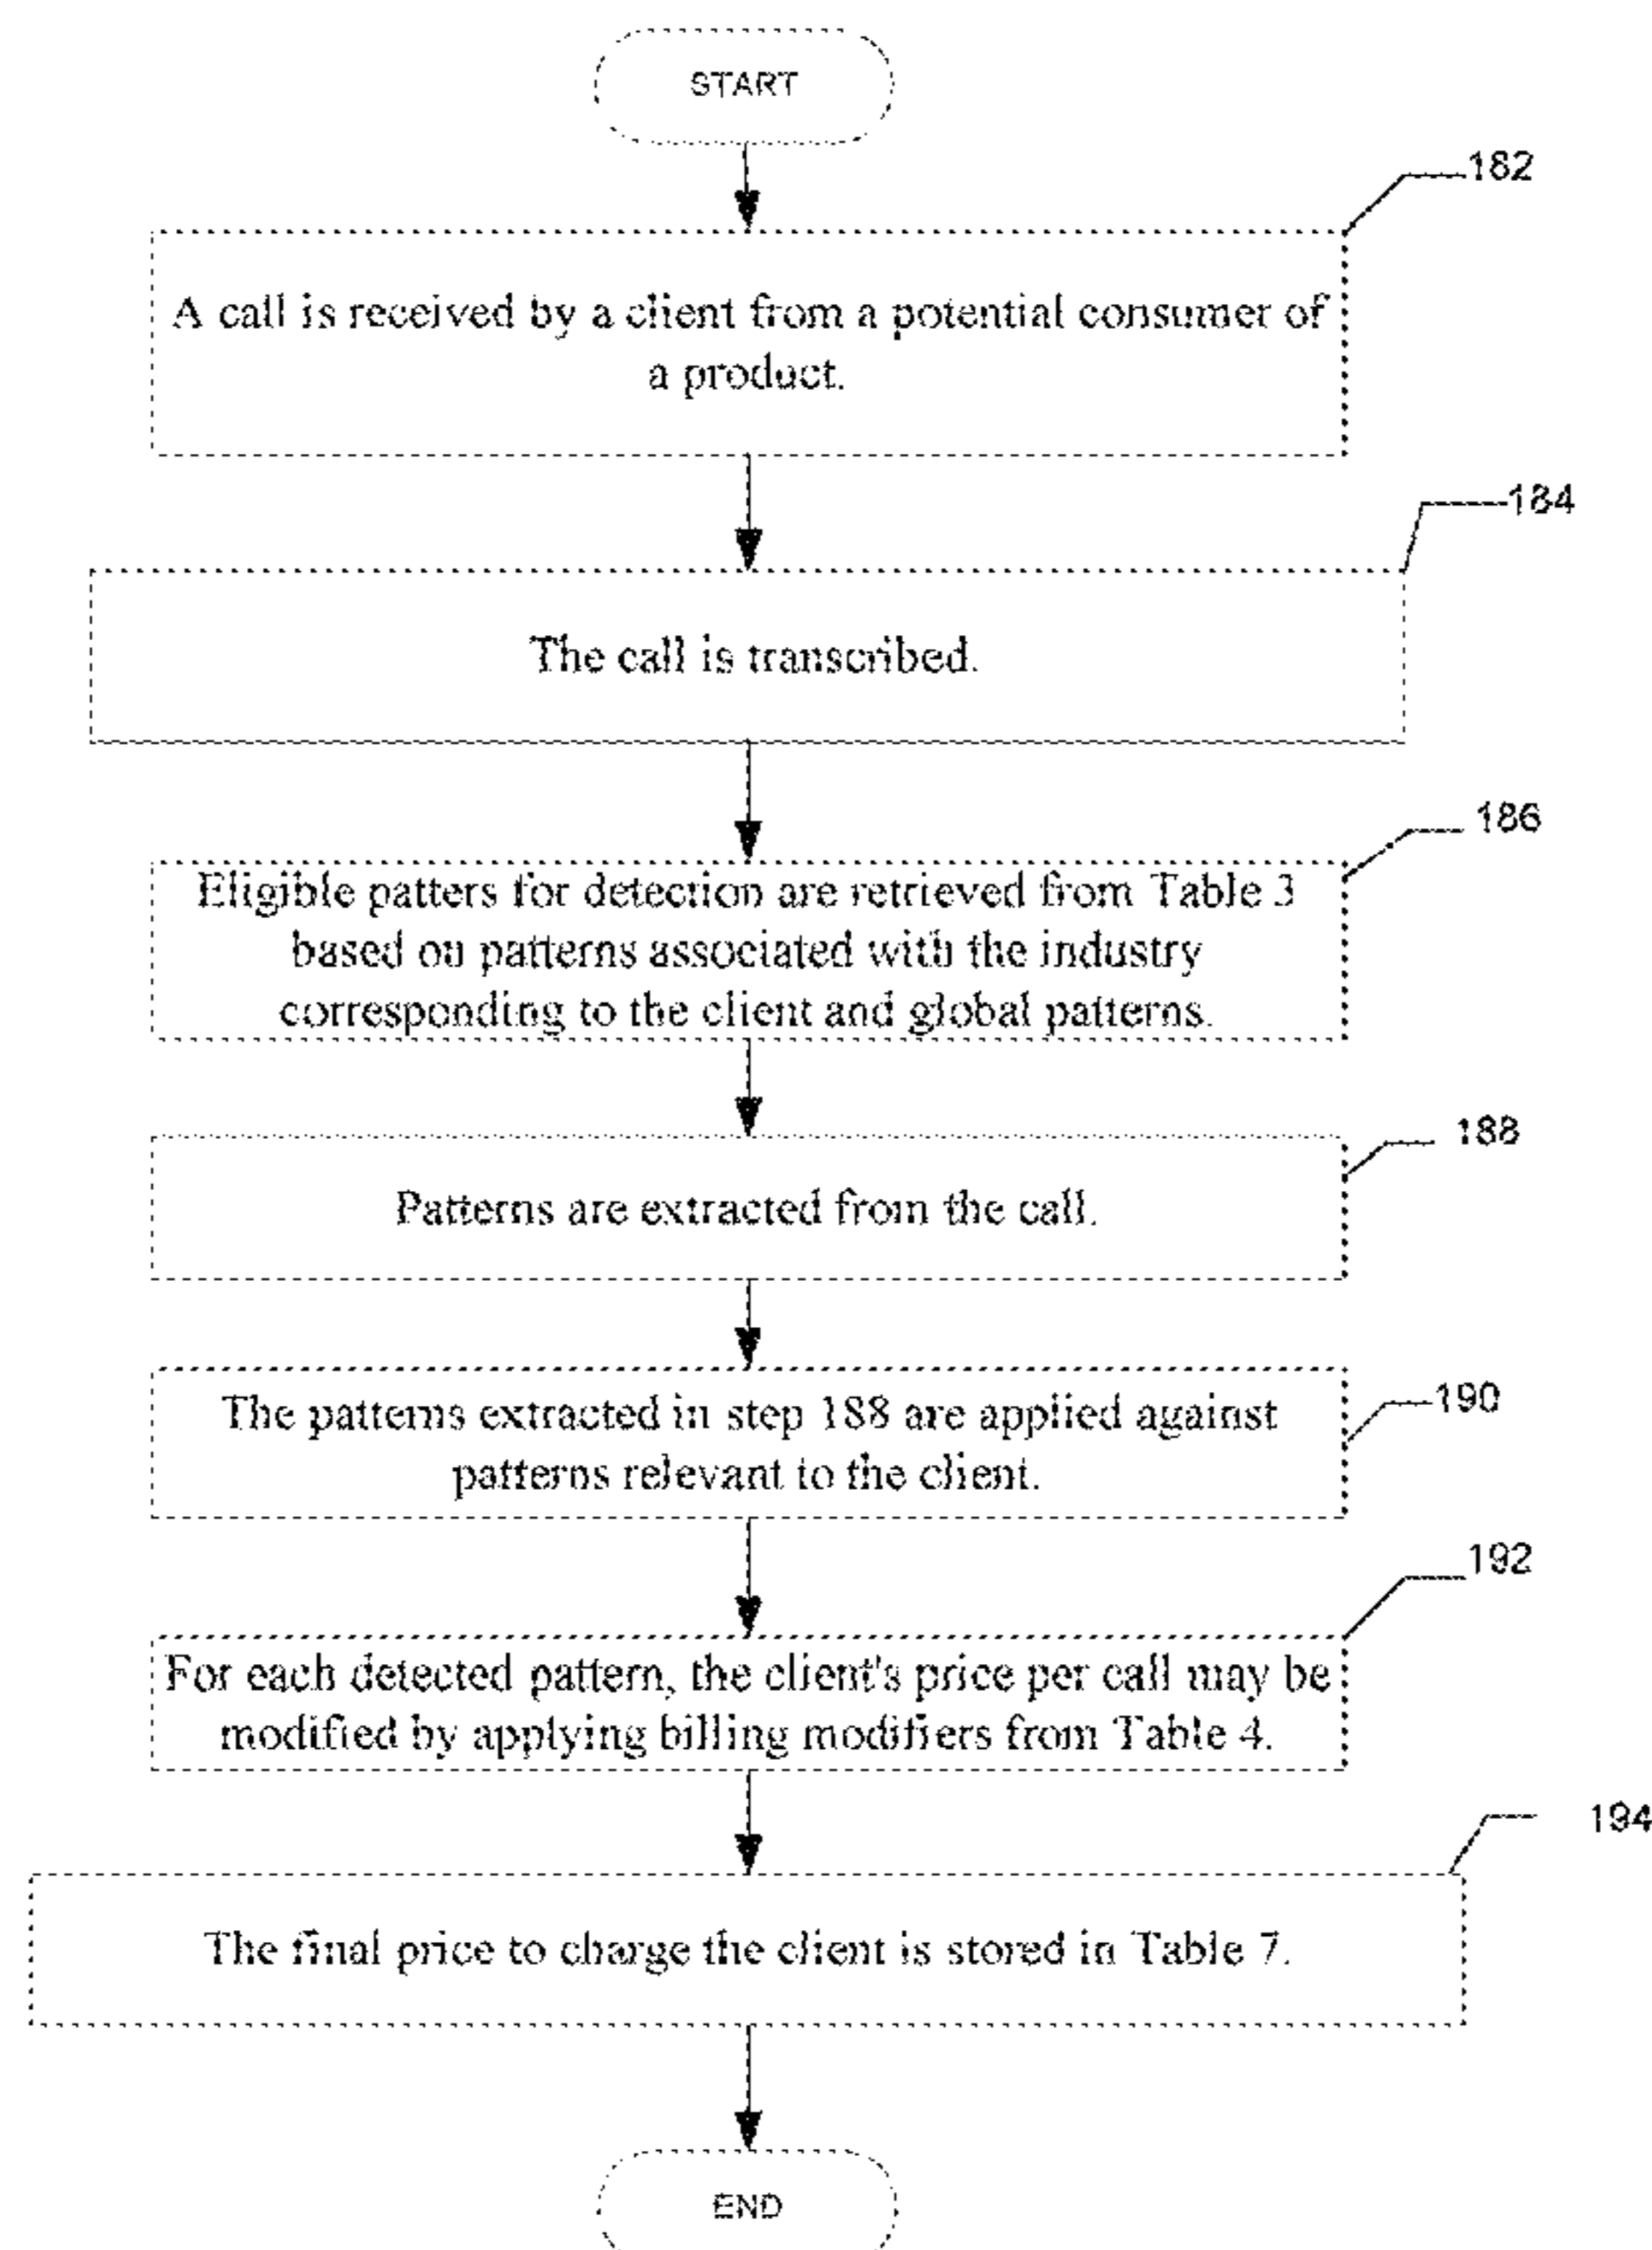 START
182
A call is received by a client from a potential consumer of
a product.
184
The call is transcribed.
186
Eligible patters for detection are retrieved from Table 3
based on patterns associated with the industry
corresponding to the client and global patterns.
188
Patterns are extracted from the call.
190
The patterns extracted in step 188 are applied against
patterns relevant to the client.
192
For each detected pattern, the client's price per call may be
modified by applying billing modifiers from Table 4.
194
The final price to charge the client is stored in Table 7.
END